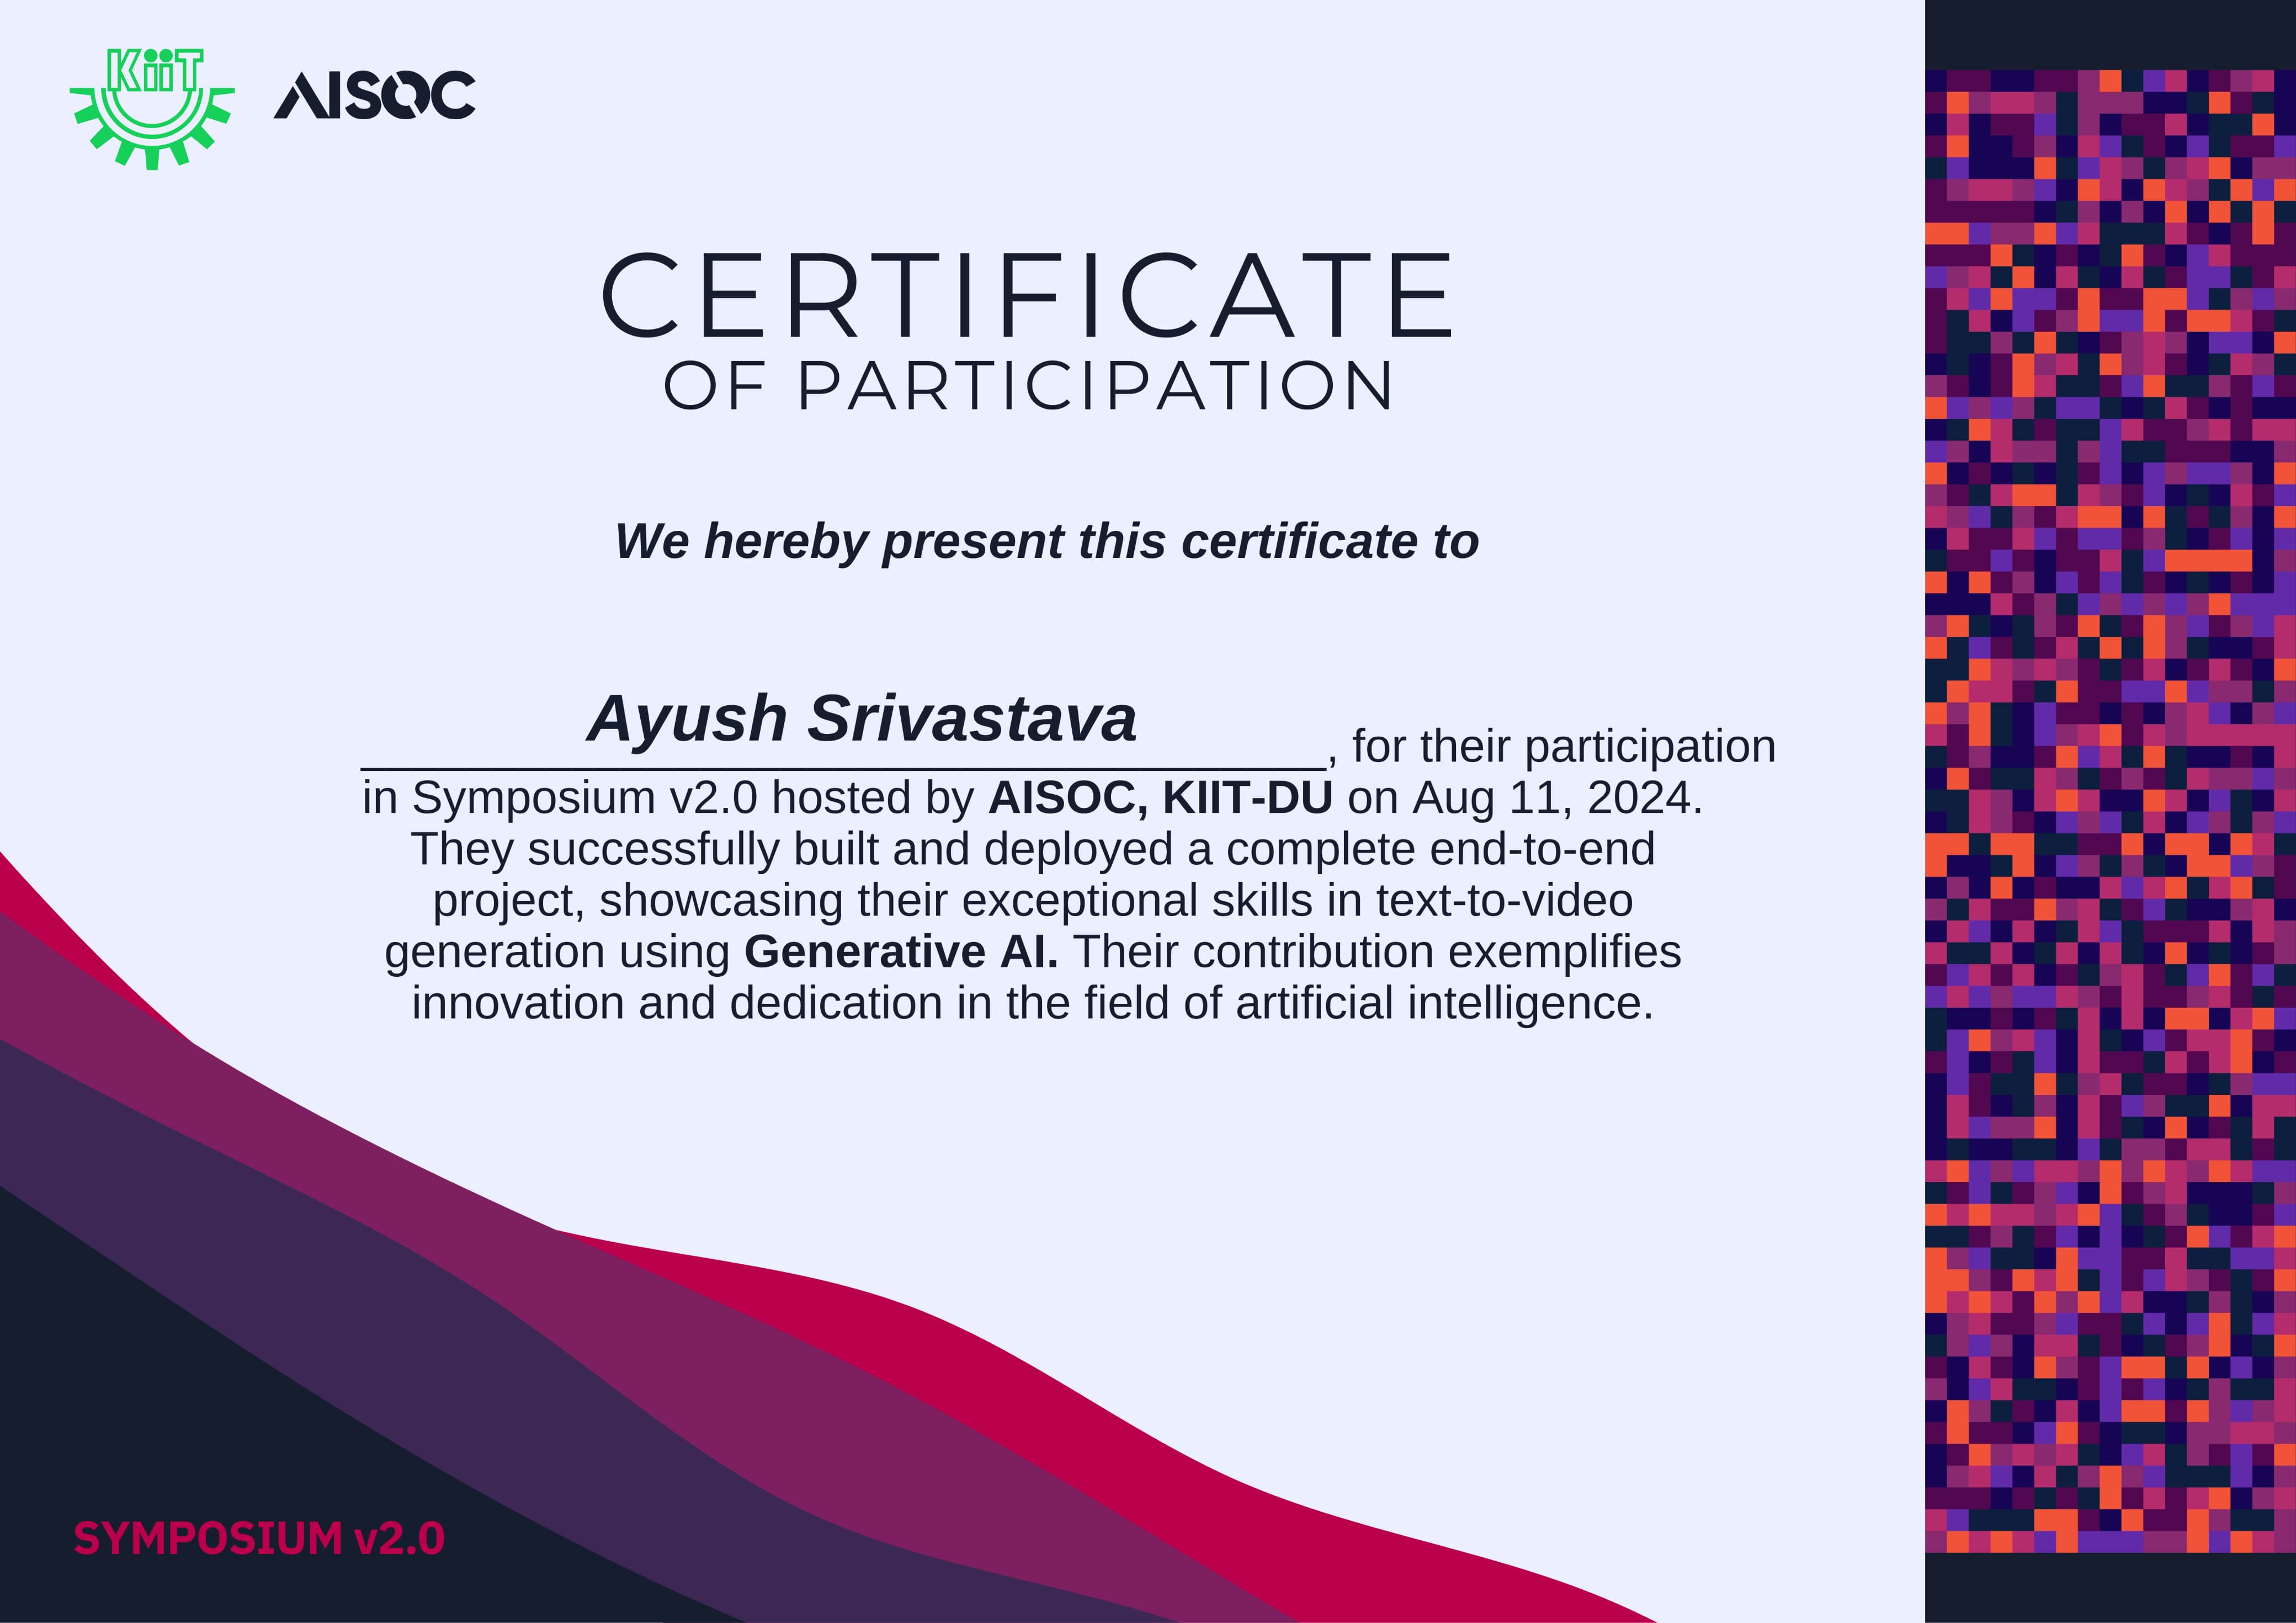 KiiT
AISOC
CERTIFICATE
OF PARTICIPATION
We hereby present this certificate to
Ayush Srivastava
, for their participation
in Symposium v2.0 hosted by AISOC, KIIT-DU on Aug 11, 2024.
They successfully built and deployed a complete end-to-end
project, showcasing their exceptional skills in text-to-video
generation using Generative AI. Their contribution exemplifies
innovation and dedication in the field of artificial intelligence.
SYMPOSIUM v2.0